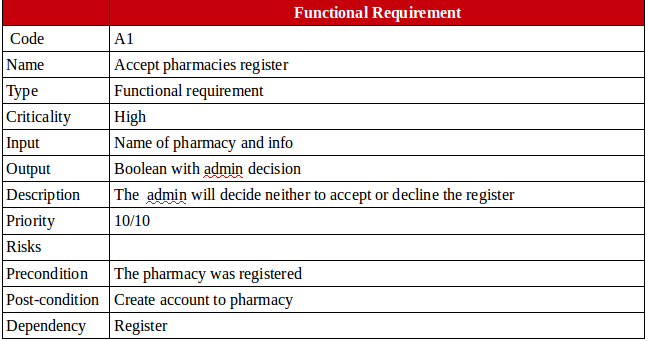 Functional Requirement
Code A1
Name Accept pharmacies register
Type Functional requirement
Criticality High
Input Name of pharmacy and info
Output Boolean with admin decision
Description The admin will decide neither to accept or decline the register
Priority 10/10
Risks
Precondition The pharmacy was registered
Post-condition Create account to pharmacy
Dependency Register